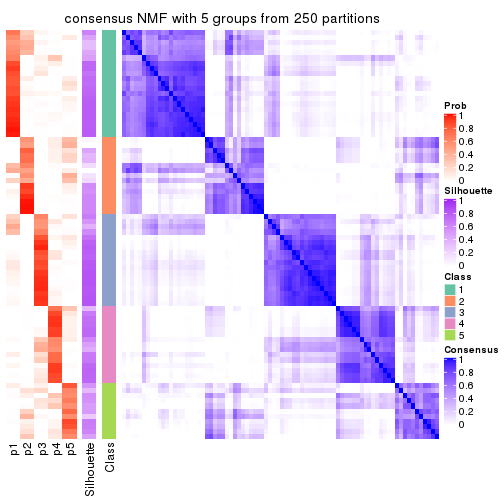 consensus NMF with 5 groups from 250 partitions
Prob
1
0.8
0.6
0.4
0.2
0
Silhouette
1
0.8
0.6
0.4
0.2
0
Class
1
2
3
4
5
Consensus
1
0.8
0.6
0.4
0.2
0
p1
p2
p3
p4
p5
Silhouette
Class